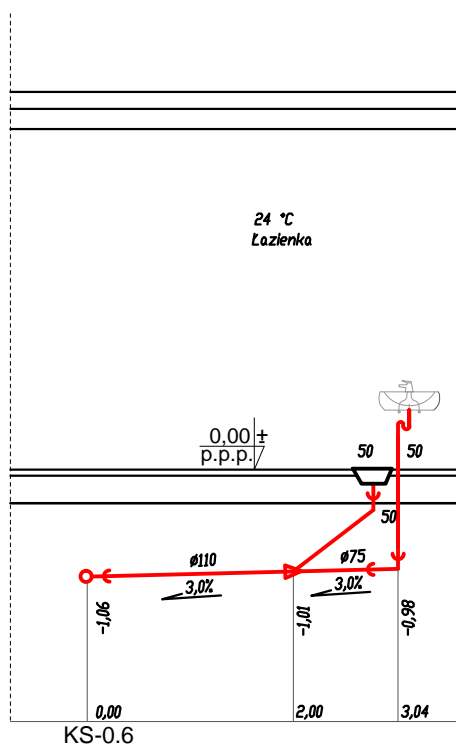 24 °C
Łazienka
0,00 ±
p.p.p.
50
50
50
ø110
ø75
3,0%
3,0%
-1,06
-1,01
-0,98
0,00
2,00
3,04
KS-0.6